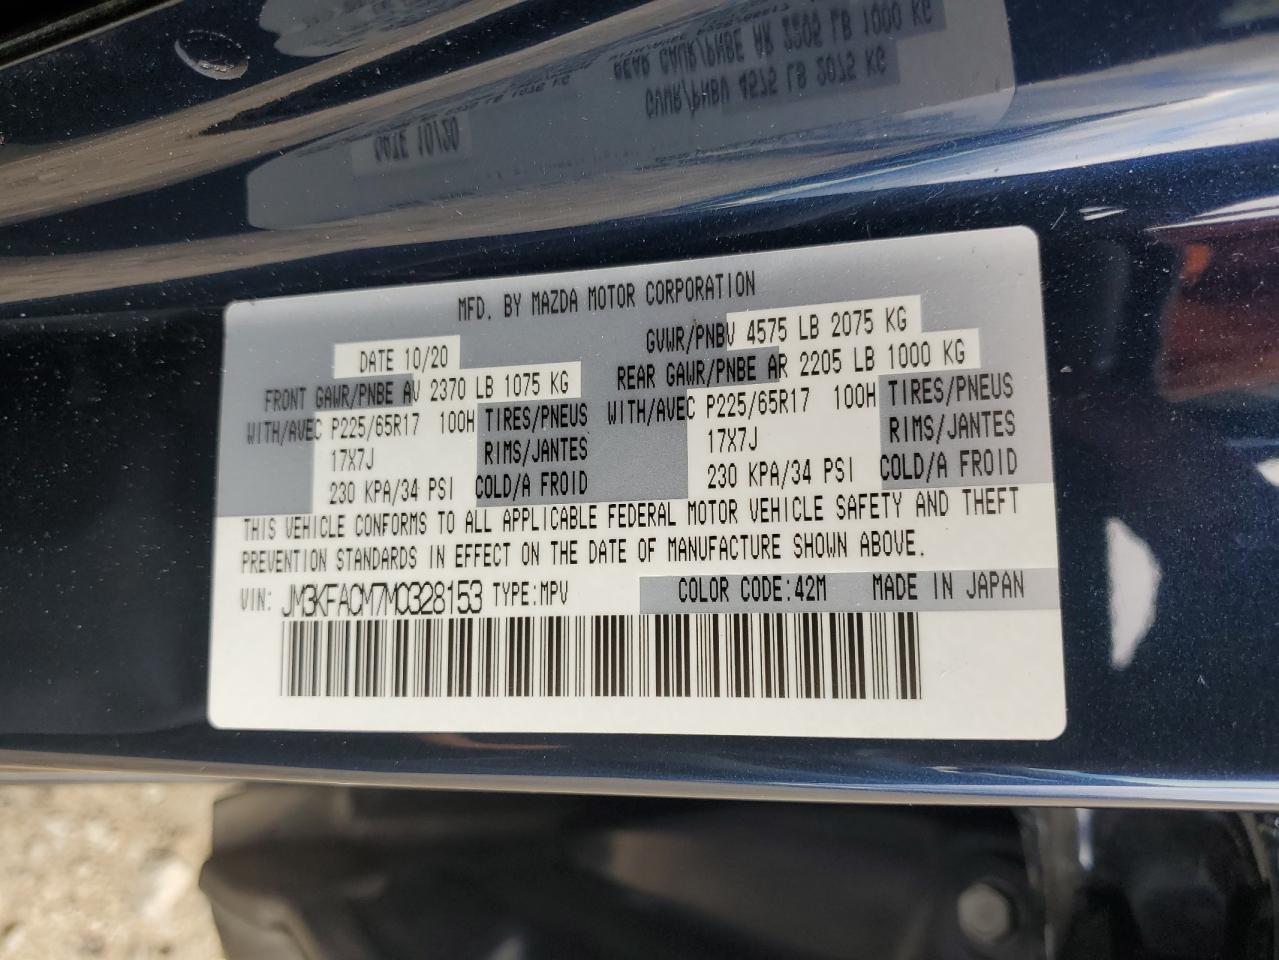 MFD. BY MAZDA MOTOR CORPORATION
DATE 10/20 GVWR/PNBV 4575 LB 2075 KG
FRONT GAWR/PNBE AV 2370 LB 1075 KG REAR GAWR/PNBE AR 2205 LB 1000 KG
WITH/AVEC P225/65R17 100H TIRES/PNEUS WITH/AVEC P225/65R17 100H TIRES/PNEUS
17X7J RIMS/JANTES 17X7J RIMS/JANTES
230 KPA/34 PSI COLD/A FROID 230 KPA/34 PSI COLD/A FROID
THIS VEHICLE CONFORMS TO ALL APPLICABLE FEDERAL MOTOR VEHICLE SAFETY AND THEFT
PREVENTION STANDARDS IN EFFECT ON THE DATE OF MANUFACTURE SHOWN ABOVE.
VIN: JM3KFACM7M0328153 TYPE:MPV COLOR CODE:42M MADE IN JAPAN